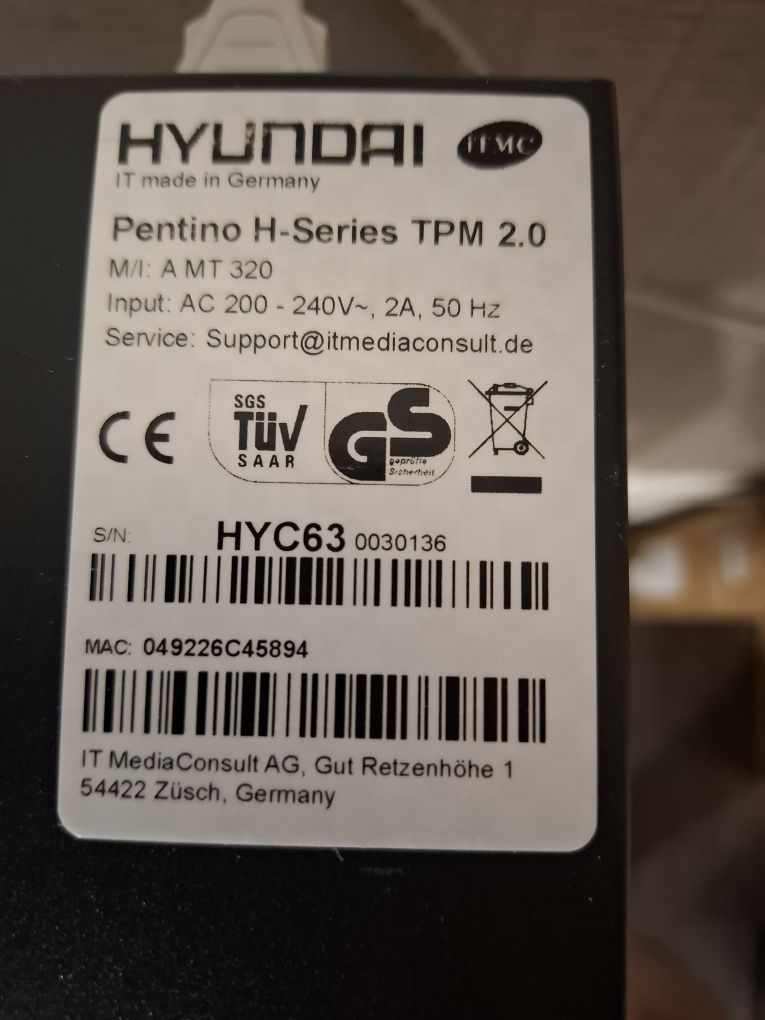 HYUNDAI ITMC
IT made in Germany
Pentino H-Series TPM 2.0
M/I: A MT 320
Input: AC 200 - 240V~, 2A, 50 Hz
Service: Support@itmediaconsult.de
CE
SGS
TÜV
SAAR
GS
geprüfte
Sicherheit
S/N: HYC63 0030136
MAC: 049226C45894
IT MediaConsult AG, Gut Retzenhöhe 1
54422 Züsch, Germany